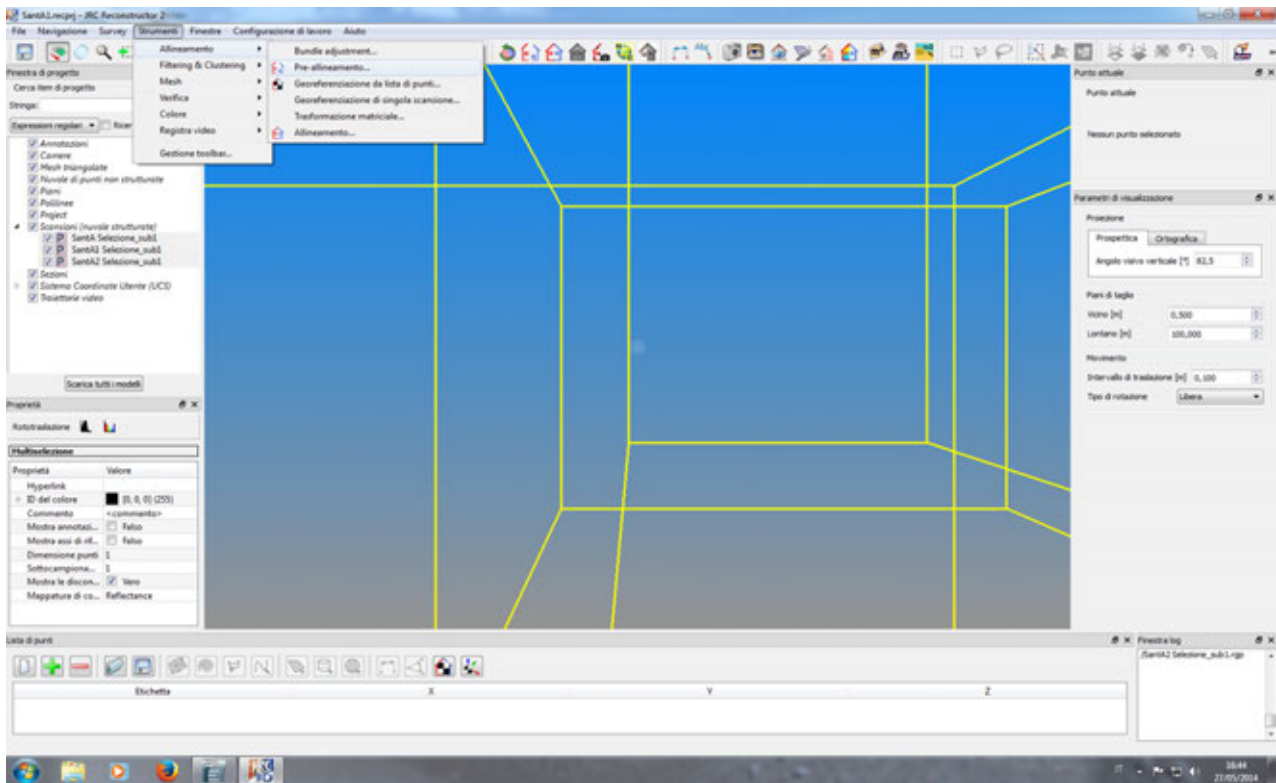 SantA1.recprj - JRC Reconstructor 2
File Navigazione Survey Strumenti Finestre Configurazione di lavoro Aiuto
Allineamento
Filtering & Clustering
Mesh
Verifica
Colore
Registra video
Gestione toolbar...
Bundle adjustment...
Pre-allineamento...
Georeferenziazione da lista di punti...
Georeferenziazione di singola scansione...
Trasformazione matriciale...
Allineamento...
Finestra di progetto
Cerca item di progetto
Stringa:
Espressioni regolari
Annotazioni
Camere
Mesh triangolate
Nuvole di punti non strutturate
Piani
Polilinee
Project
Scansioni (nuvole strutturate)
SantA Selezione_sub1
SantA1 Selezione_sub1
SantA2 Selezione_sub1
Sezioni
Sistema Coordinate Utente (UCS)
Traiettorie video
Scarica tutti i modelli
Proprietà
Rototraslazione
Multiselezione
Proprietà Valore
Hyperlink
ID del colore [0, 0, 0] (255)
Commento <commento>
Mostra annotazi... Falso
Mostra assi di rif... Falso
Dimensione punti 1
Sottocampiona... 1
Mostra le discon... Vero
Mappature di co... Reflectance
Punto attuale
Punto attuale
Nessun punto selezionato
Parametri di visualizzazione
Proiezione
Prospettica Ortografica
Angolo visivo verticale [°] 82,5
Piani di taglio
Vicino [m] 0,500
Lontano [m] 100,000
Movimento
Intervallo di traslazione [m] 0,100
Tipo di rotazione Libera
Lista di punti
Etichetta X Y Z
Finestra log
/SantA2 Selezione_sub1.rgp
IT
16:44
27/05/2014